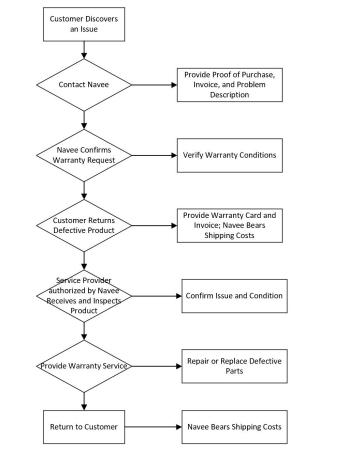 Customer Discovers
an Issue
Contact Navee
Provide Proof of Purchase,
Invoice, and Problem
Description
Navee Confirms
Warranty Request
Verify Warranty Conditions
Customer Returns
Defective Product
Provide Warranty Card and
Invoice; Navee Bears
Shipping Costs
Service Provider
authorized by Navee
Receives and Inspects
Product
Confirm Issue and Condition
Provide Warranty Service
Repair or Replace Defective
Parts
Return to Customer
Navee Bears Shipping Costs